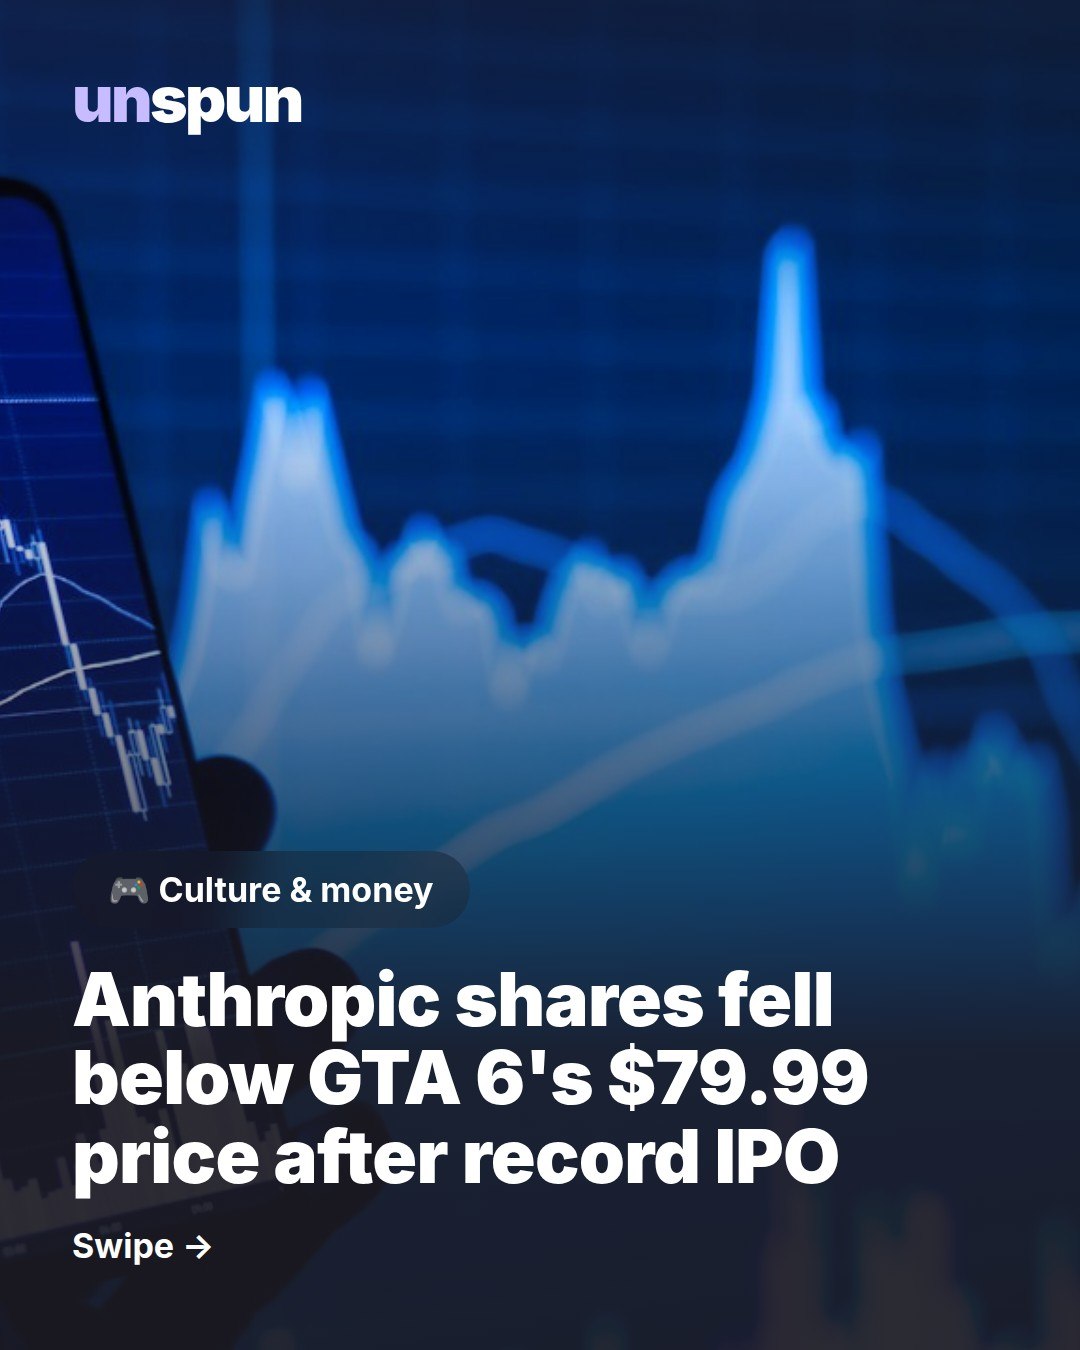 unspun
🎮 Culture & money
Anthropic shares fell
below GTA 6's $79.99
price after record IPO
Swipe →